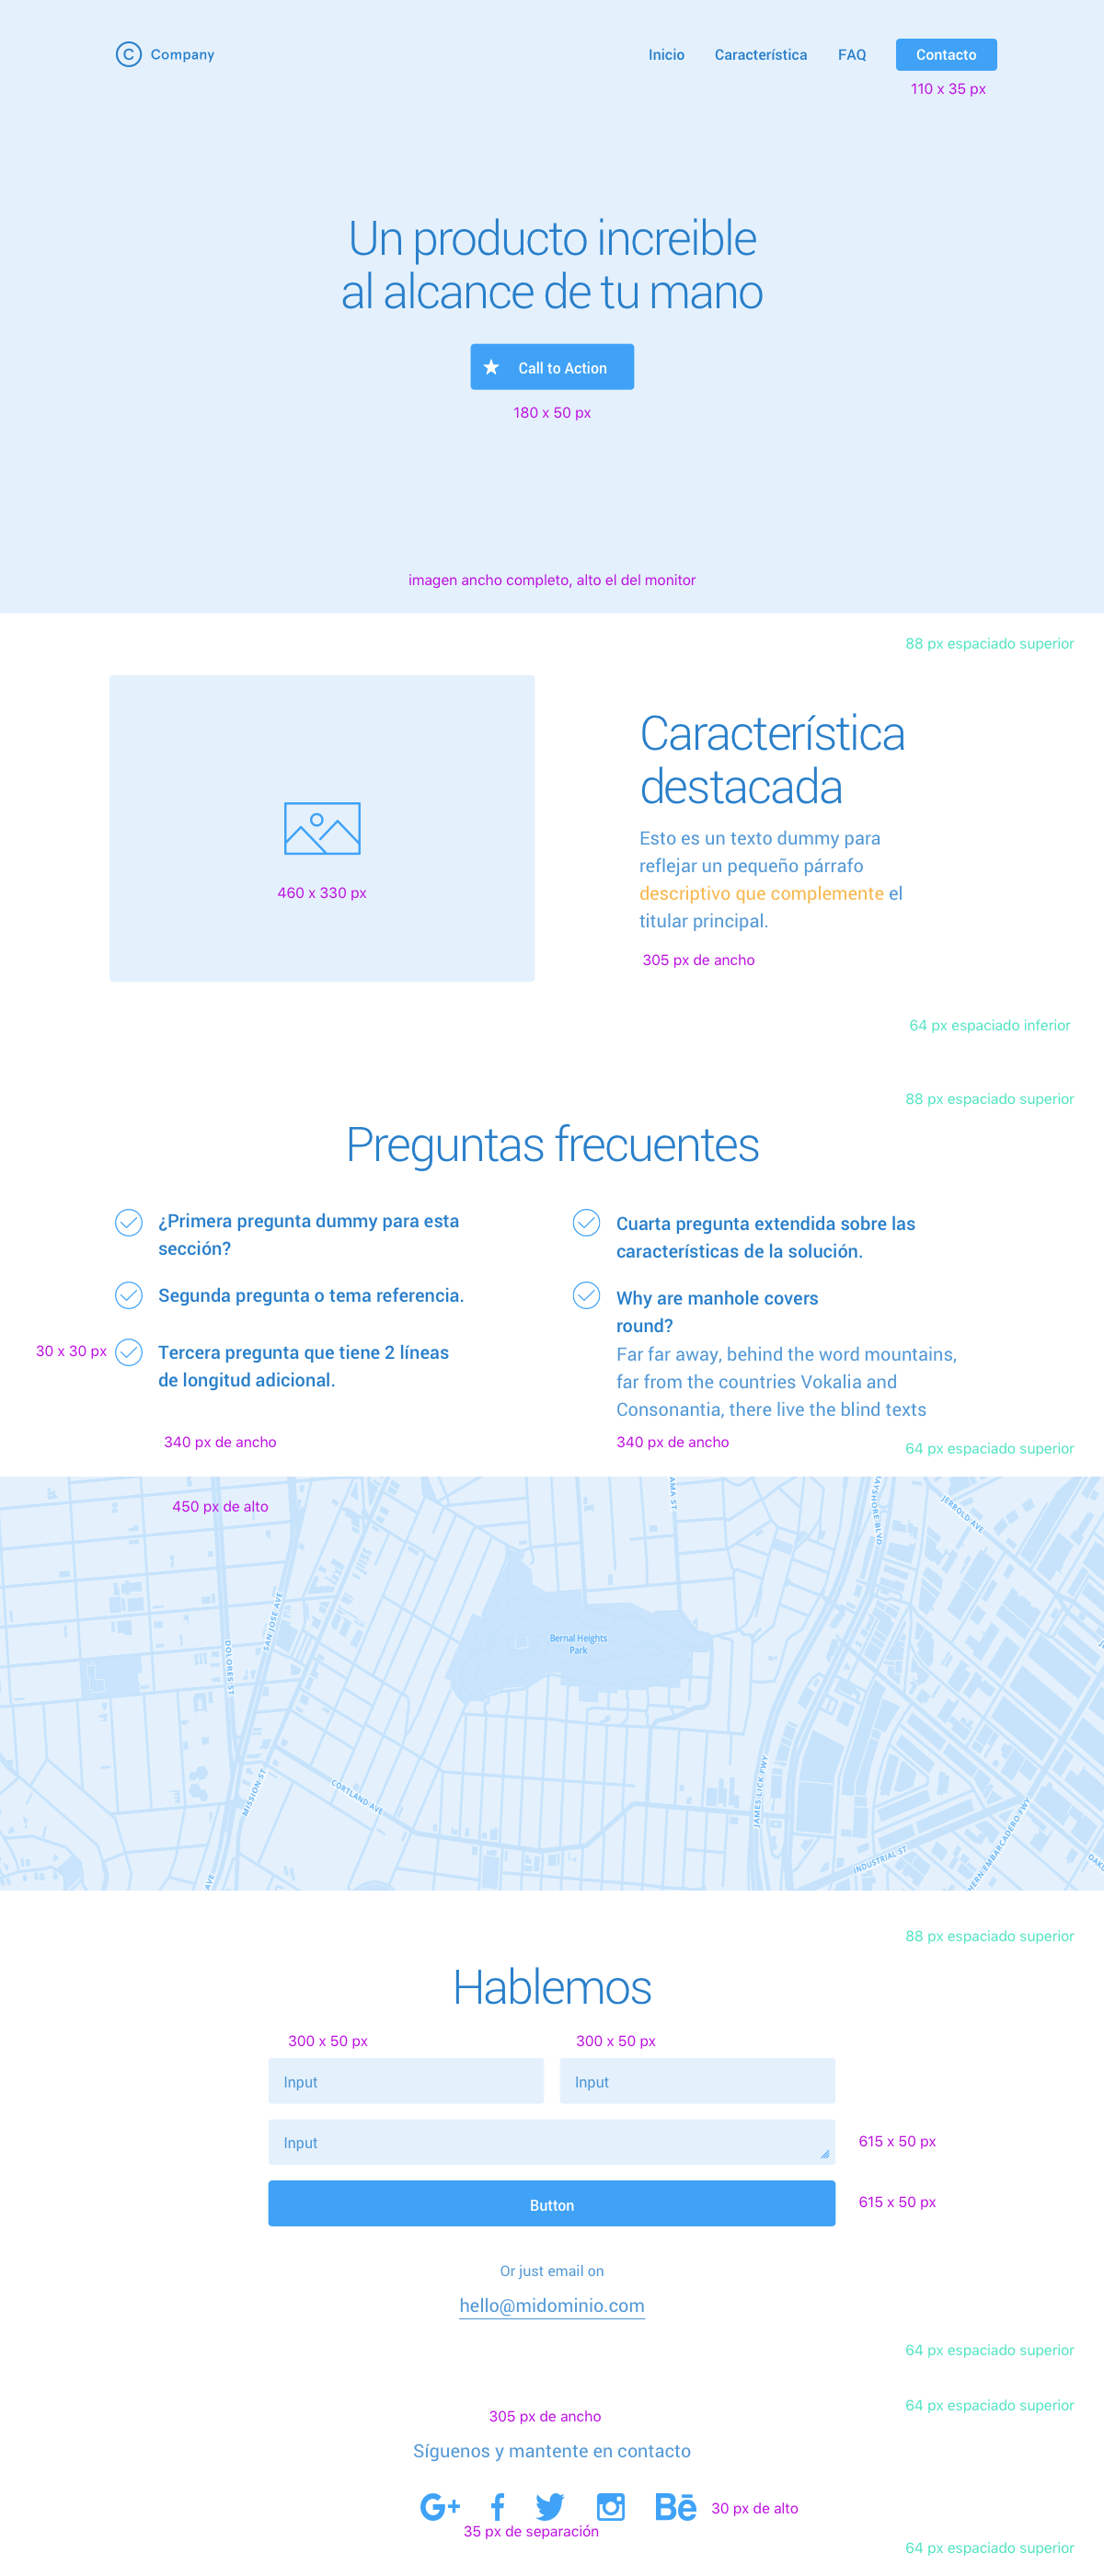 C Company
Inicio Característica FAQ Contacto
110 x 35 px
Un producto increible
al alcance de tu mano
Call to Action
180 x 50 px
imagen ancho completo, alto el del monitor
88 px espaciado superior
Característica
destacada
Esto es un texto dummy para
reflejar un pequeño párrafo
descriptivo que complemente el
titular principal.
460 x 330 px
305 px de ancho
64 px espaciado inferior
88 px espaciado superior
Preguntas frecuentes
¿Primera pregunta dummy para esta
sección?
Segunda pregunta o tema referencia.
30 x 30 px
Tercera pregunta que tiene 2 líneas
de longitud adicional.
340 px de ancho
Cuarta pregunta extendida sobre las
características de la solución.
Why are manhole covers
round?
Far far away, behind the word mountains,
far from the countries Vokalia and
Consonantia, there live the blind texts
340 px de ancho
64 px espaciado superior
450 px de alto
AMA ST
AYSHORE BLVD
JERROLD AVE
SAN JOSE AVE
DOLORES ST
Bernal Heights
Park
MISSION ST
CORTLAND AVE
JAMES LICK FWY
INDUSTRIAL ST
HERN EMBARCADERO FWY
OAKL
AVE
88 px espaciado superior
Hablemos
300 x 50 px
300 x 50 px
Input
Input
Input
615 x 50 px
Button
615 x 50 px
Or just email on
hello@midominio.com
64 px espaciado superior
64 px espaciado superior
305 px de ancho
Síguenos y mantente en contacto
G+ f Bē
30 px de alto
35 px de separación
64 px espaciado superior